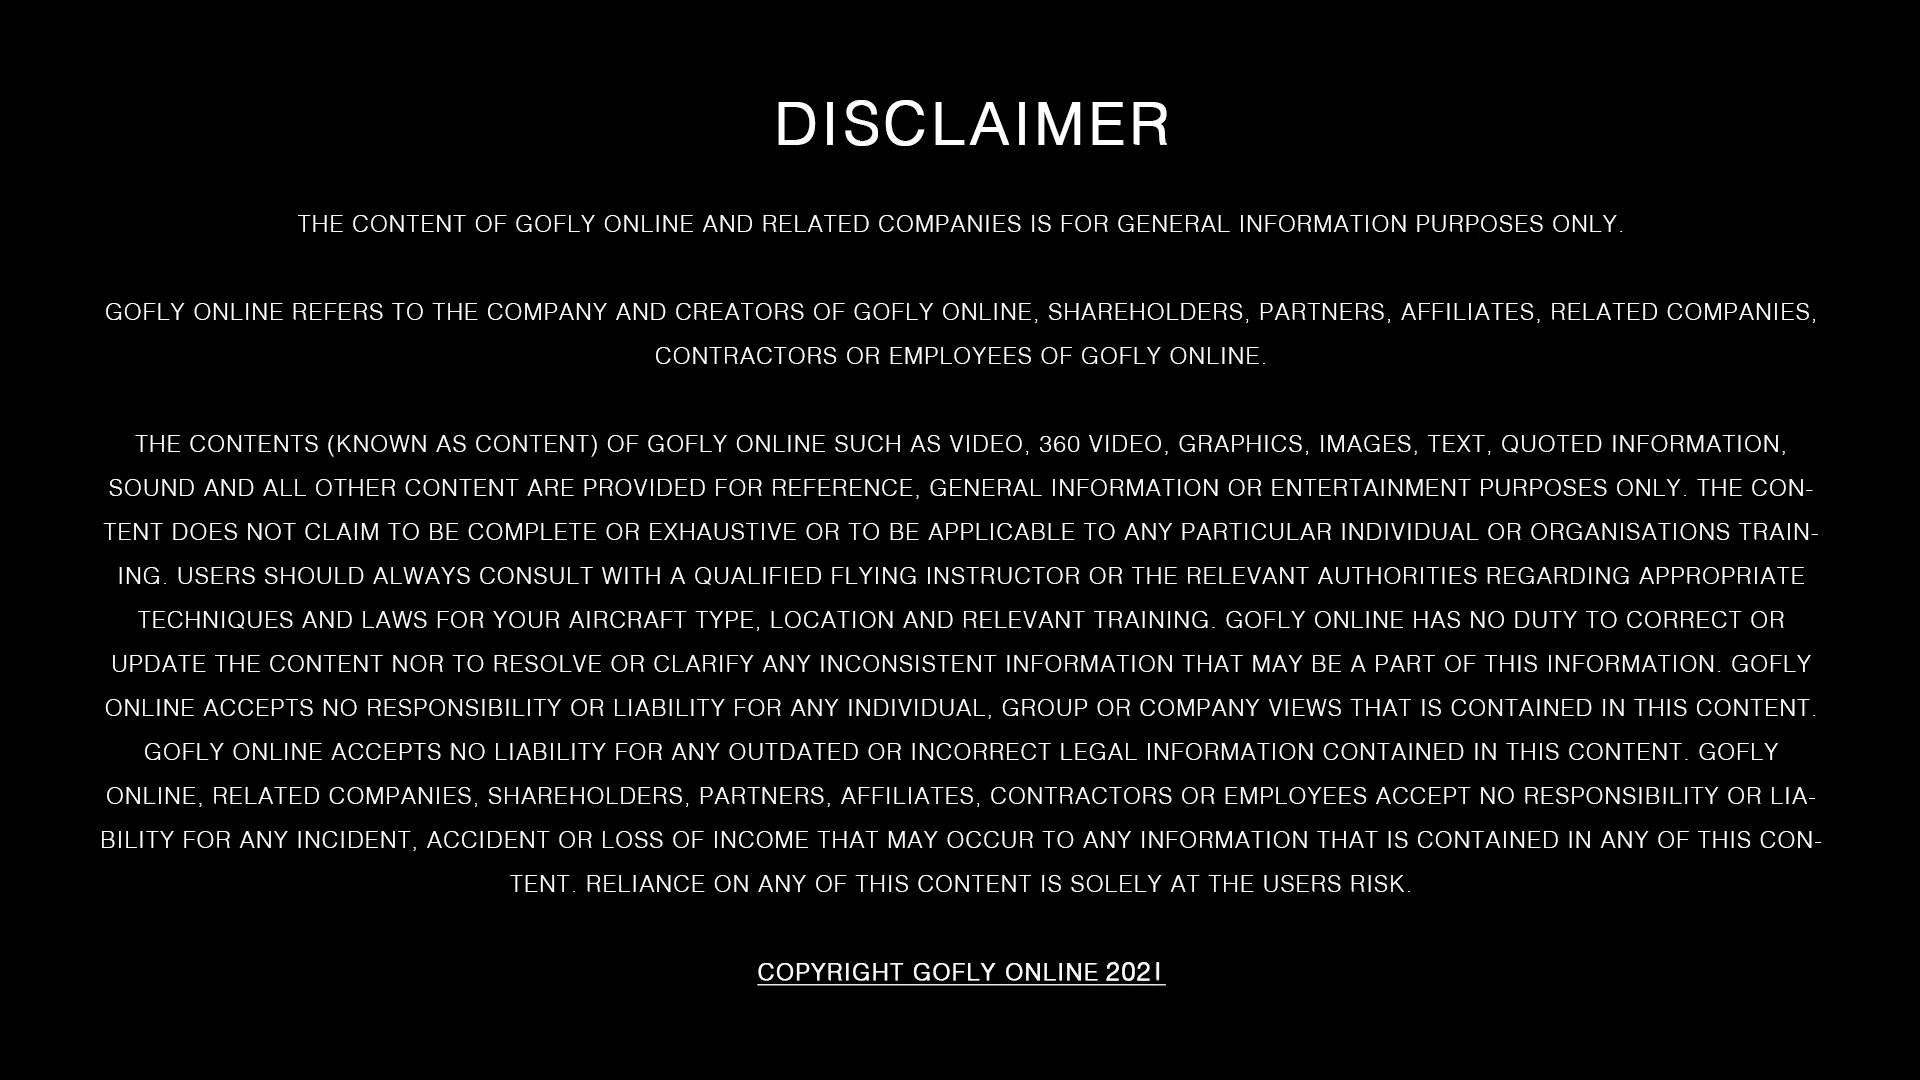 DISCLAIMER
THE CONTENT OF GOFLY ONLINE AND RELATED COMPANIES IS FOR GENERAL INFORMATION PURPOSES ONLY.
GOFLY ONLINE REFERS TO THE COMPANY AND CREATORS OF GOFLY ONLINE, SHAREHOLDERS, PARTNERS, AFFILIATES, RELATED COMPANIES,
CONTRACTORS OR EMPLOYEES OF GOFLY ONLINE.
THE CONTENTS (KNOWN AS CONTENT) OF GOFLY ONLINE SUCH AS VIDEO, 360 VIDEO, GRAPHICS, IMAGES, TEXT, QUOTED INFORMATION,
SOUND AND ALL OTHER CONTENT ARE PROVIDED FOR REFERENCE, GENERAL INFORMATION OR ENTERTAINMENT PURPOSES ONLY. THE CON-
TENT DOES NOT CLAIM TO BE COMPLETE OR EXHAUSTIVE OR TO BE APPLICABLE TO ANY PARTICULAR INDIVIDUAL OR ORGANISATIONS TRAIN-
ING. USERS SHOULD ALWAYS CONSULT WITH A QUALIFIED FLYING INSTRUCTOR OR THE RELEVANT AUTHORITIES REGARDING APPROPRIATE
TECHNIQUES AND LAWS FOR YOUR AIRCRAFT TYPE, LOCATION AND RELEVANT TRAINING. GOFLY ONLINE HAS NO DUTY TO CORRECT OR
UPDATE THE CONTENT NOR TO RESOLVE OR CLARIFY ANY INCONSISTENT INFORMATION THAT MAY BE A PART OF THIS INFORMATION. GOFLY
ONLINE ACCEPTS NO RESPONSIBILITY OR LIABILITY FOR ANY INDIVIDUAL, GROUP OR COMPANY VIEWS THAT IS CONTAINED IN THIS CONTENT.
GOFLY ONLINE ACCEPTS NO LIABILITY FOR ANY OUTDATED OR INCORRECT LEGAL INFORMATION CONTAINED IN THIS CONTENT. GOFLY
ONLINE, RELATED COMPANIES, SHAREHOLDERS, PARTNERS, AFFILIATES, CONTRACTORS OR EMPLOYEES ACCEPT NO RESPONSIBILITY OR LIA-
BILITY FOR ANY INCIDENT, ACCIDENT OR LOSS OF INCOME THAT MAY OCCUR TO ANY INFORMATION THAT IS CONTAINED IN ANY OF THIS CON-
TENT. RELIANCE ON ANY OF THIS CONTENT IS SOLELY AT THE USERS RISK.
COPYRIGHT GOFLY ONLINE 2021